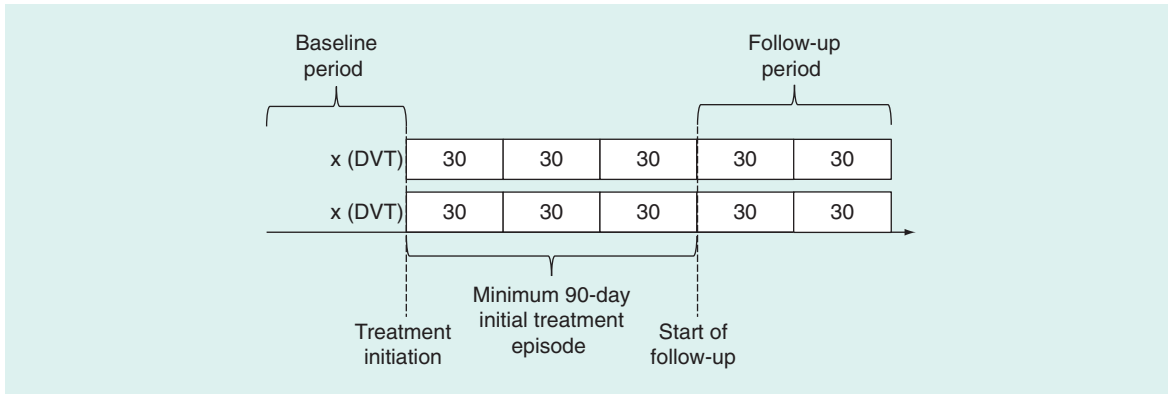 Baseline
period
Follow-up
period
x (DVT) 30 30 30 30 30
x (DVT) 30 30 30 30 30
Minimum 90-day
initial treatment
episode
Treatment
initiation
Start of
follow-up